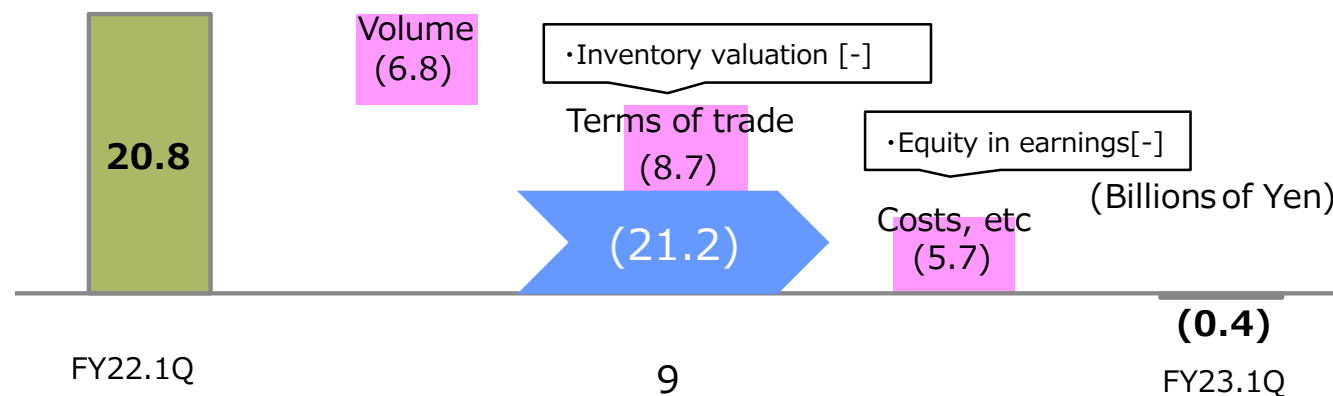 Volume
(6.8)
・Inventory valuation [-]
Terms of trade
(8.7)
20.8
・Equity in earnings[-]
(Billions of Yen)
(21.2)
Costs, etc
(5.7)
(0.4)
FY22.1Q
9
FY23.1Q